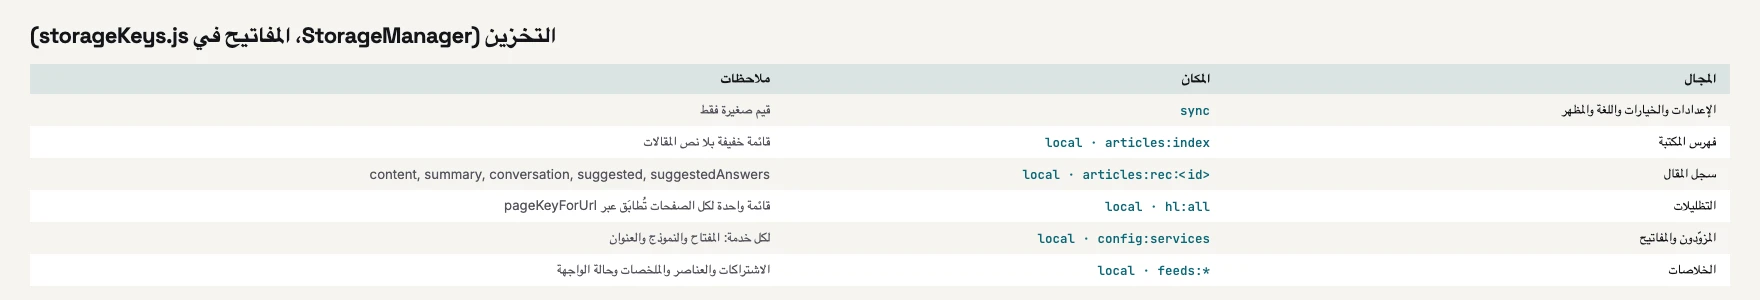 التخزين (StorageManager، المفاتيح في storageKeys.js)
المجال المكان ملاحظات
الإعدادات والخيارات واللغة والمظهر sync قيم صغيرة فقط
فهرس المكتبة local · articles:index قائمة خفيفة بلا نص المقالات
سجل المقال local · articles:rec:<id> content, summary, conversation, suggested, suggestedAnswers
التظليلات local · hl:all قائمة واحدة لكل الصفحات تُطابَق عبر pageKeyForUrl
المزوّدون والمفاتيح local · config:services لكل خدمة: المفتاح والنموذج والعنوان
الخلاصات local · feeds:* الاشتراكات والعناصر والملخصات وحالة الواجهة